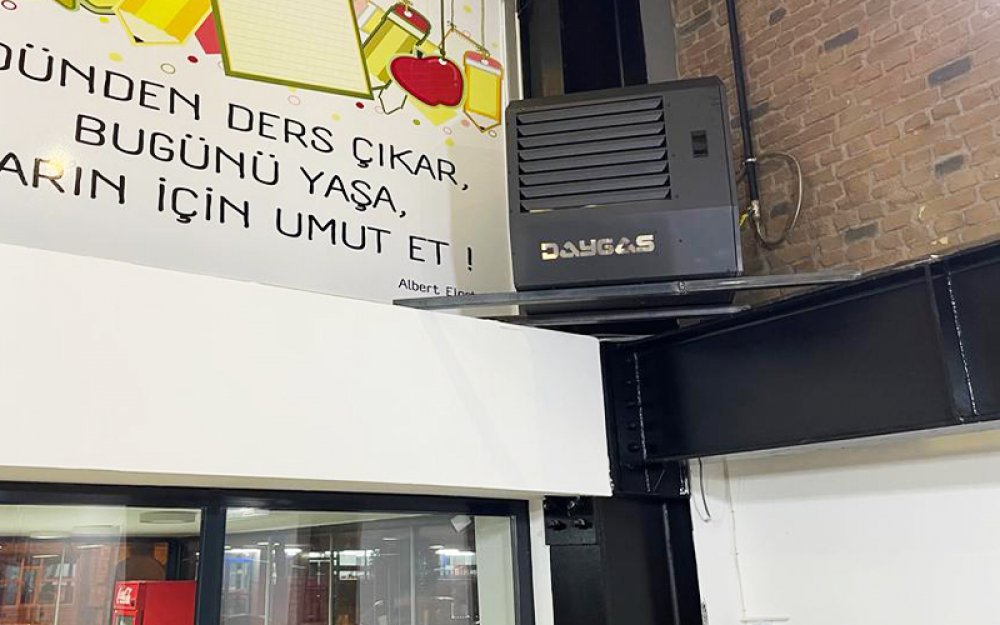 DÜNDEN DERS ÇIKAR,
BUGÜNÜ YAŞA,
ARIN İÇİN UMUT ET !
Albert
DAYGAS